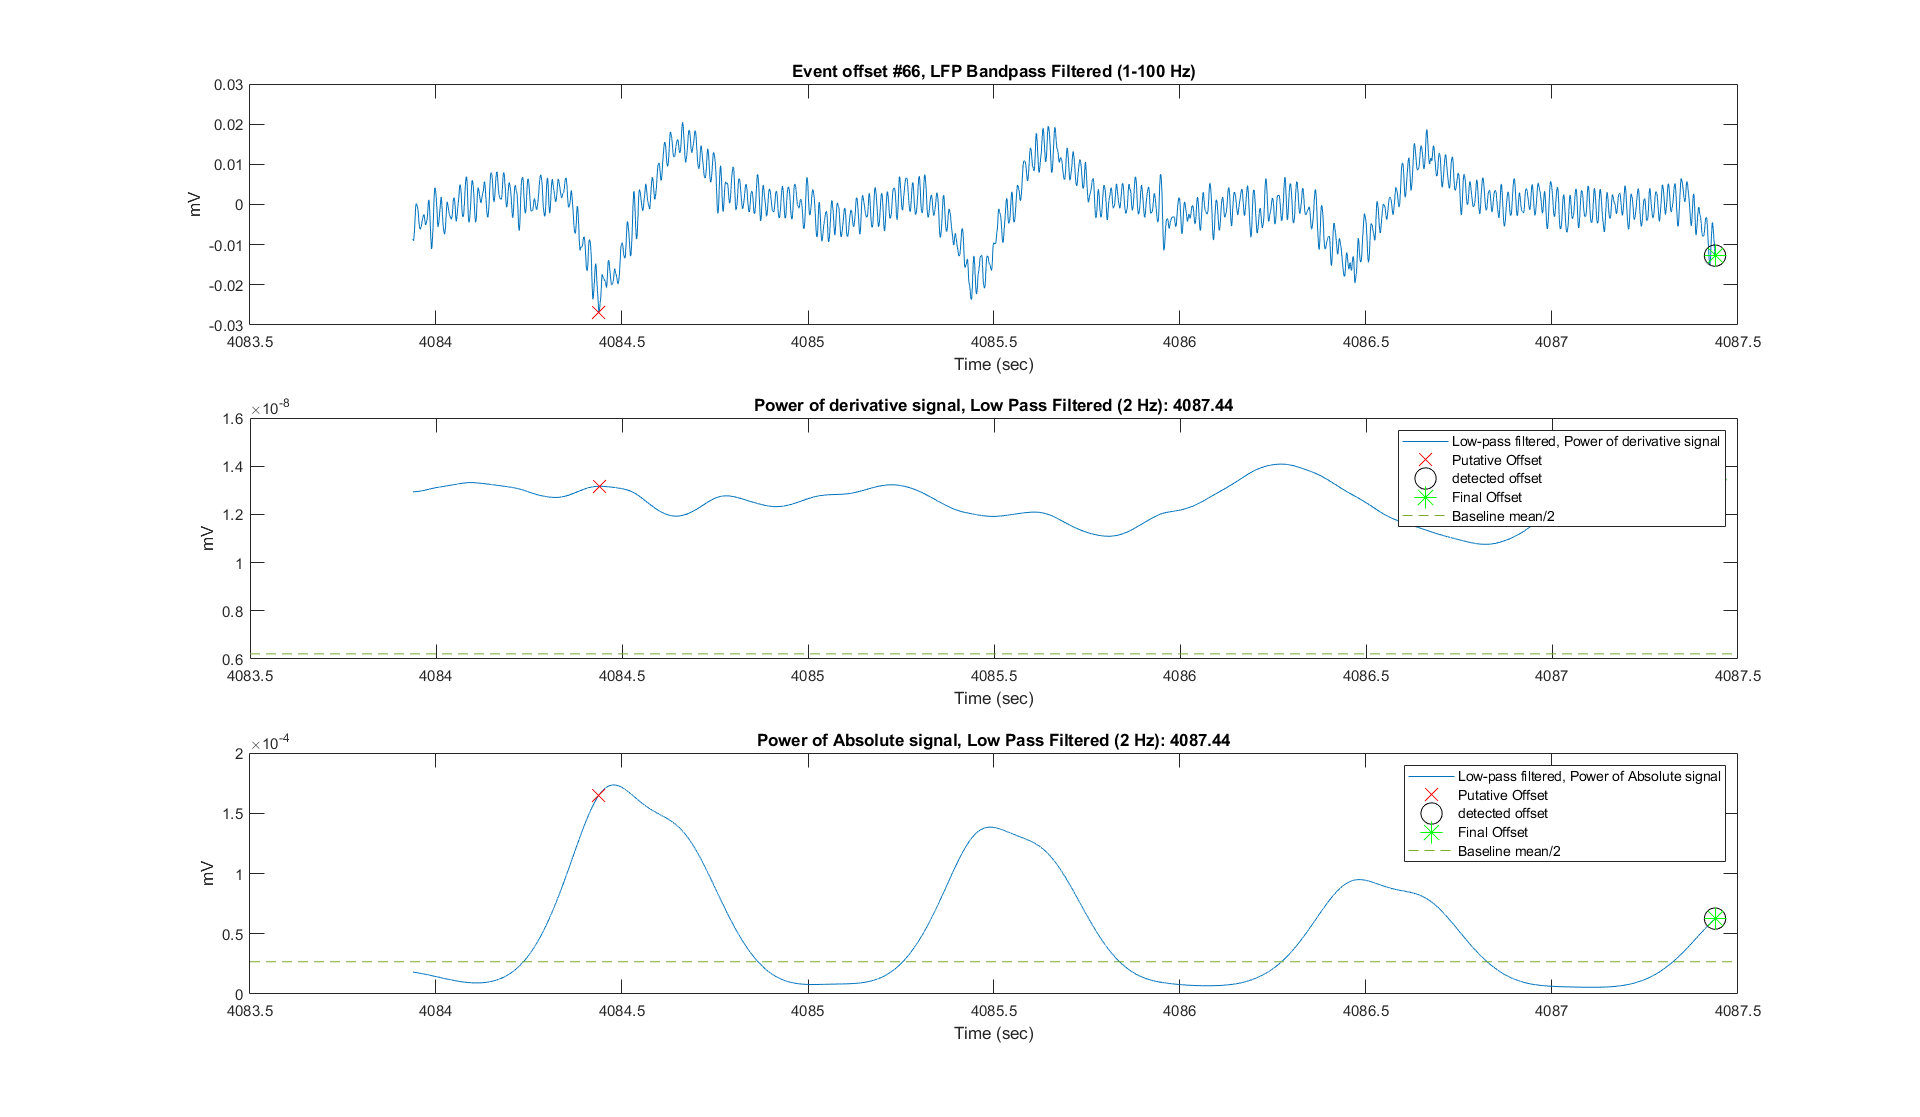 Event offset #66, LFP Bandpass Filtered (1-100 Hz)
0.03
0.02
0.01
0
-0.01
-0.02
-0.03
mV
4083.5 4084 4084.5 4085 4085.5 4086 4086.5 4087 4087.5
Time (sec)
Power of derivative signal, Low Pass Filtered (2 Hz): 4087.44
×10-8
1.6
1.4
1.2
1
0.8
0.6
mV
Low-pass filtered, Power of derivative signal
Putative Offset
detected offset
Final Offset
Baseline mean/2
4083.5 4084 4084.5 4085 4085.5 4086 4086.5 4087 4087.5
Time (sec)
Power of Absolute signal, Low Pass Filtered (2 Hz): 4087.44
×10-4
2
1.5
1
0.5
0
mV
Low-pass filtered, Power of Absolute signal
Putative Offset
detected offset
Final Offset
Baseline mean/2
4083.5 4084 4084.5 4085 4085.5 4086 4086.5 4087 4087.5
Time (sec)